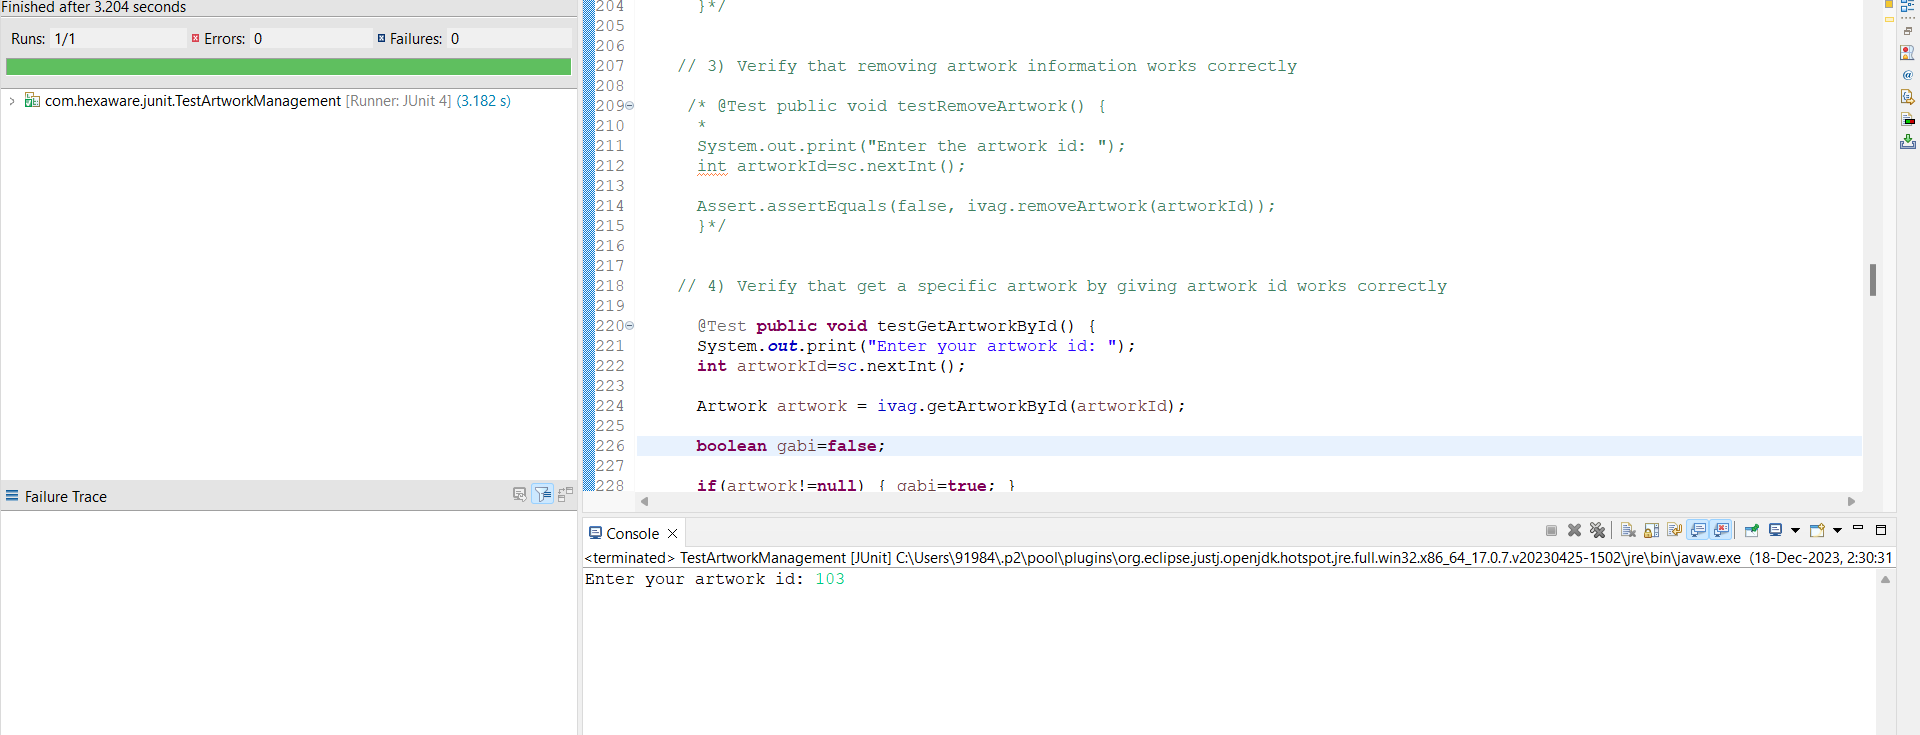 Finished after 3.204 seconds
Runs: 1/1 Errors: 0 Failures: 0
com.hexaware.junit.TestArtworkManagement [Runner: JUnit 4] (3.182 s)
Failure Trace
204 }*/
205
206
207 // 3) Verify that removing artwork information works correctly
208
209 /* @Test public void testRemoveArtwork() {
210 *
211 System.out.print("Enter the artwork id: ");
212 int artworkId=sc.nextInt();
213
214 Assert.assertEquals(false, ivag.removeArtwork(artworkId));
215 }*/
216
217
218 // 4) Verify that get a specific artwork by giving artwork id works correctly
219
220 @Test public void testGetArtworkById() {
221 System.out.print("Enter your artwork id: ");
222 int artworkId=sc.nextInt();
223
224 Artwork artwork = ivag.getArtworkById(artworkId);
225
226 boolean gabi=false;
227
228 if(artwork!=null) { gabi=true; }
Console
<terminated> TestArtworkManagement [JUnit] C:\Users\91984\.p2\pool\plugins\org.eclipse.justj.openjdk.hotspot.jre.full.win32.x86_64_17.0.7.v20230425-1502\jre\bin\javaw.exe (18-Dec-2023, 2:30:31
Enter your artwork id: 103